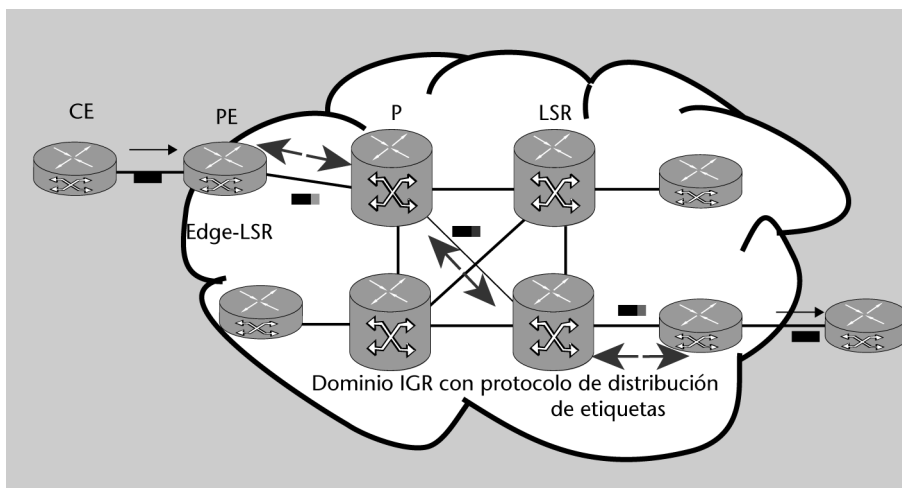 CE
PE
P
LSR
Edge-LSR
Dominio IGR con protocolo de distribución
de etiquetas